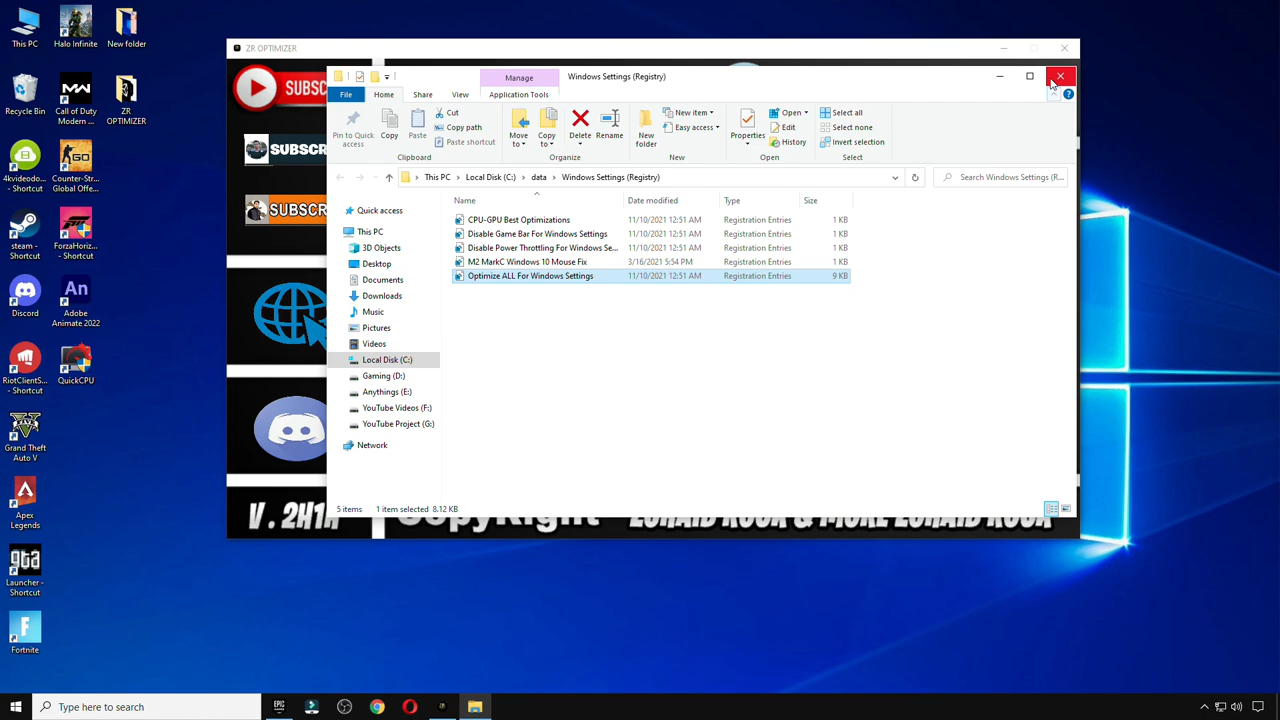 This PC
Halo Infinite
New folder
Recycle Bin
Call of Duty
Modern Wa...
ZR
OPTIMIZER
4kvideodo...
- Shortcut
Counter-Str...
Global Offe...
steam -
Shortcut
ForzaHoriz...
- Shortcut
Discord
Adobe
Animate 2022
RiotClientS...
- Shortcut
QuickCPU
Grand Theft
Auto V
Apex
Legends
Launcher -
Shortcut
Fortnite
ZR OPTIMIZER
SUBSC
SUBSCR
SUBSCR
V . 2H1H
CopyRight
Manage
Windows Settings (Registry)
File
Home
Share
View
Application Tools
Pin to Quick
access
Copy
Paste
Cut
Copy path
Paste shortcut
Clipboard
Move
to
Copy
to
Delete
Rename
Organize
New
folder
New item
Easy access
New
Properties
Open
Edit
History
Open
Select all
Select none
Invert selection
Select
This PC > Local Disk (C:) > data > Windows Settings (Registry)
Search Windows Settings (R...
Name Date modified Type Size
CPU-GPU Best Optimizations 11/10/2021 12:51 AM Registration Entries 1 KB
Disable Game Bar For Windows Settings 11/10/2021 12:51 AM Registration Entries 1 KB
Disable Power Throttling For Windows Se... 11/10/2021 12:51 AM Registration Entries 1 KB
M2 MarkC Windows 10 Mouse Fix 3/16/2021 5:54 PM Registration Entries 1 KB
Optimize ALL For Windows Settings 11/10/2021 12:51 AM Registration Entries 9 KB
Quick access
This PC
3D Objects
Desktop
Documents
Downloads
Music
Pictures
Videos
Local Disk (C:)
Gaming (D:)
Anythings (E:)
YouTube Videos (F:)
YouTube Project (G:)
Network
5 items 1 item selected 8.12 KB
Type here to search